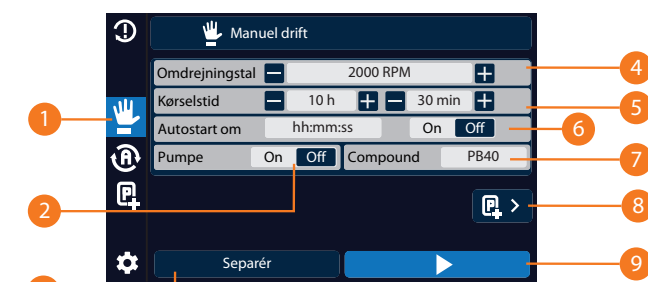 Manuel drift
Omdrejningstal 2000 RPM 4
Kørselstid 10 h 30 min 5
1
Autostart om hh:mm:ss On Off 6
Pumpe On Off Compound PB40 7
2
8
Separér 9